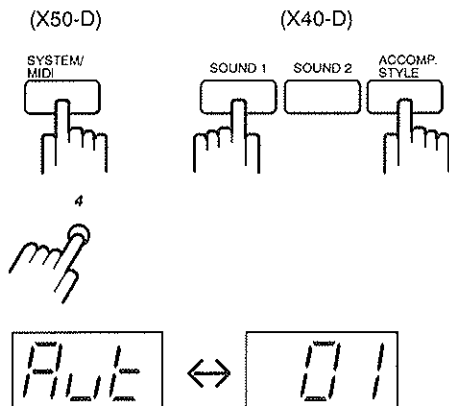 (X50-D) (X40-D)
SYSTEM/
MIDI
SOUND 1 SOUND 2 ACCOMP.
STYLE
4
Aut ↔ 01